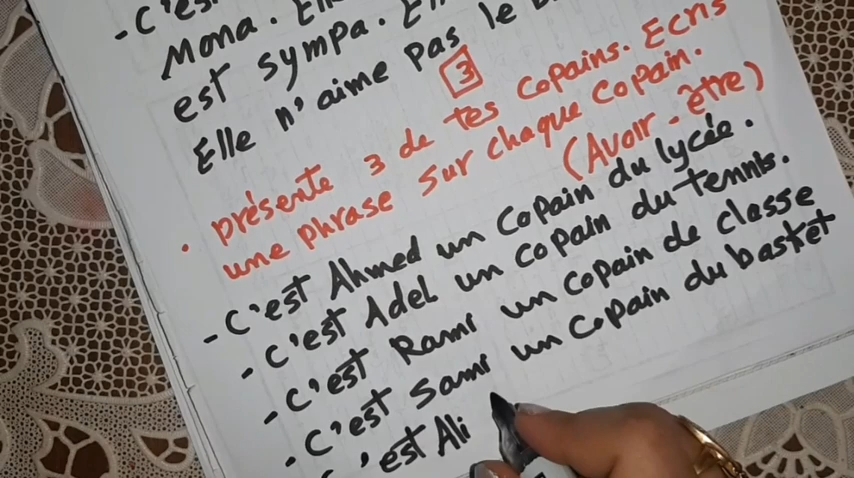 - C'est
Mona. Elle
est sympa.
Elle n'aime pas le
3
• présente 3 de tes copains. Ecris
une phrase sur chaque copain.
(Avoir - être)
- C'est Ahmed un copain du lycée.
- C'est Adel un copain du tennis.
- C'est Rami un copain de classe
- C'est Sami un copain du basket
C'est Ali